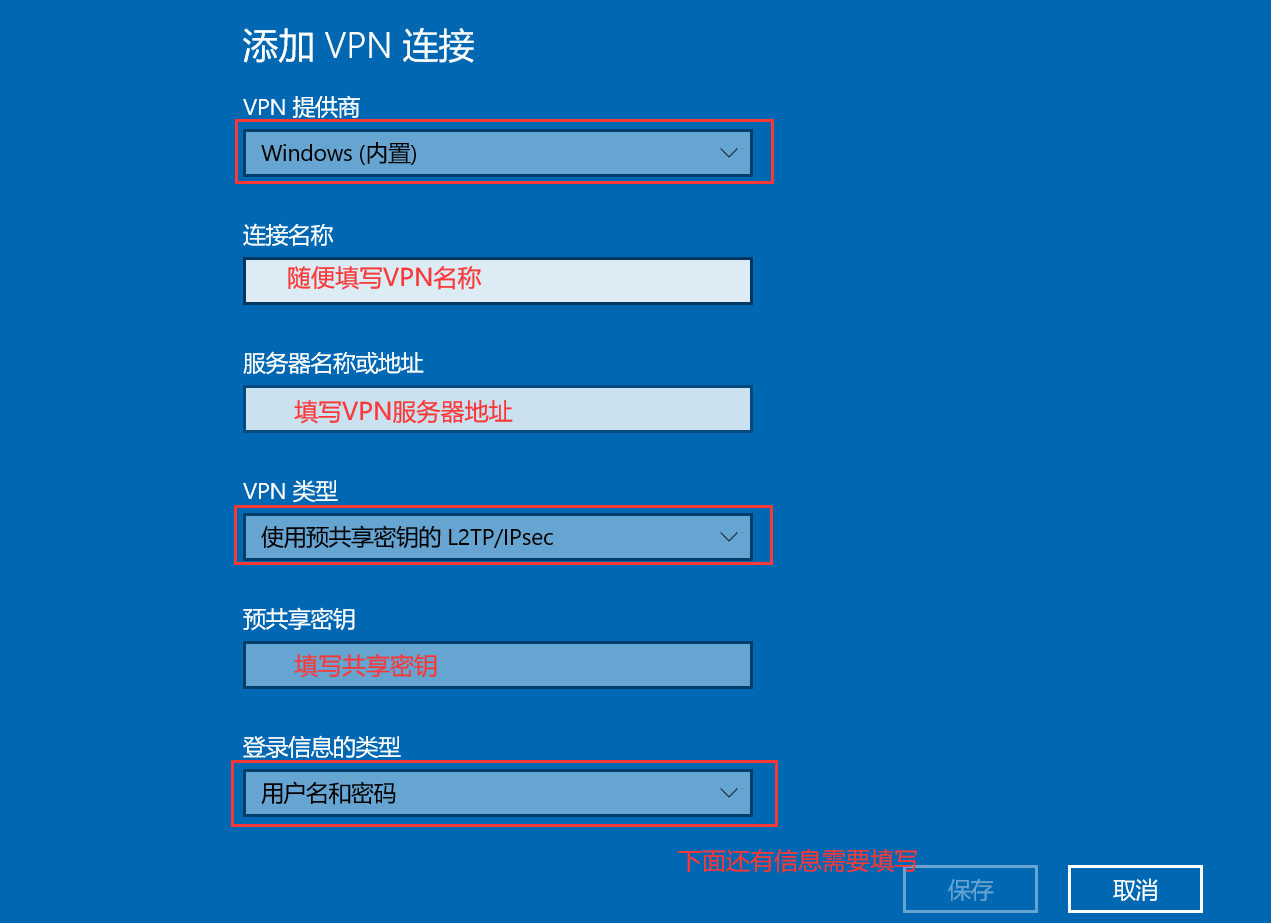 添加 VPN 连接
VPN 提供商
Windows (内置)
连接名称
随便填写VPN名称
服务器名称或地址
填写VPN服务器地址
VPN 类型
使用预共享密钥的 L2TP/IPsec
预共享密钥
填写共享密钥
登录信息的类型
用户名和密码
下面还有信息需要填写
保存
取消